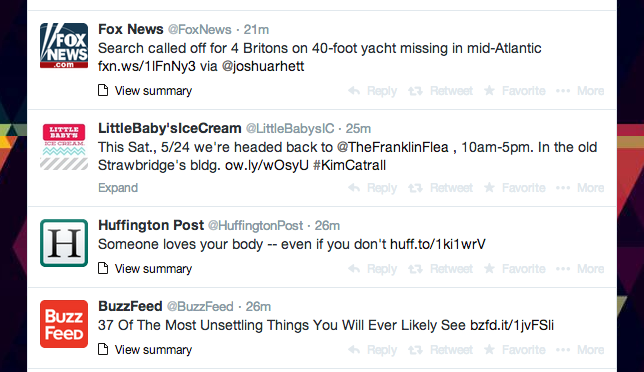 FOX NEWS .com
Fox News @FoxNews · 21m
Search called off for 4 Britons on 40-foot yacht missing in mid-Atlantic
fxn.ws/1lFnNy3 via @joshuarhett
View summary Reply Retweet Favorite More
LITTLE BABY'S ICE CREAM
LittleBaby'sIceCream @LittleBabysIC · 25m
This Sat., 5/24 we're headed back to @TheFranklinFlea , 10am-5pm. In the old
Strawbridge's bldg. ow.ly/wOsyU #KimCatrall
Expand Reply Retweet Favorite More
H
Huffington Post @HuffingtonPost · 26m
Someone loves your body -- even if you don't huff.to/1ki1wrV
View summary Reply Retweet Favorite More
Buzz Feed
BuzzFeed @BuzzFeed · 26m
37 Of The Most Unsettling Things You Will Ever Likely See bzfd.it/1jvFSli
View summary Reply Retweet Favorite More